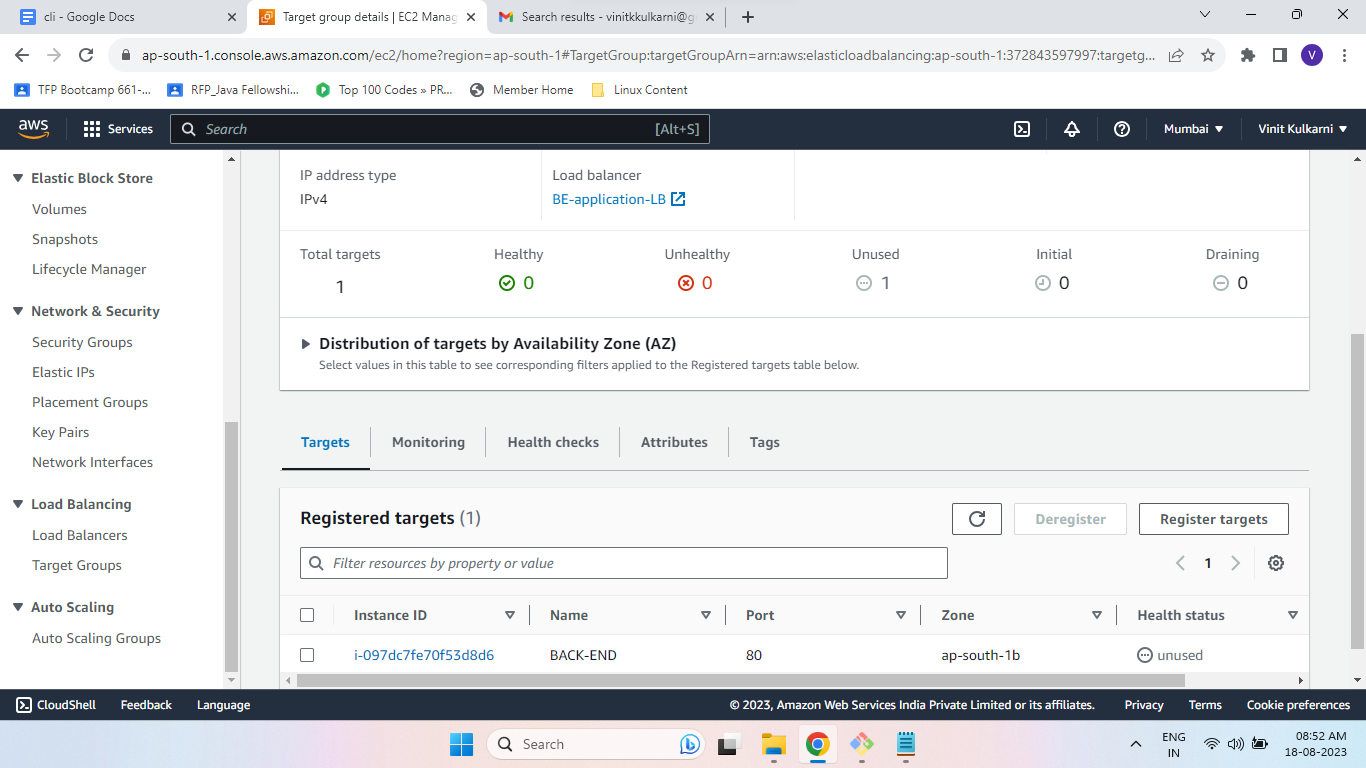 cli - Google Docs
Target group details | EC2 Manag
Search results - vinitkkulkarni@g
ap-south-1.console.aws.amazon.com/ec2/home?region=ap-south-1#TargetGroup:targetGroupArn=arn:aws:elasticloadbalancing:ap-south-1:372843597997:targetg...
V
TFP Bootcamp 661-...
RFP_Java Fellowshi...
Top 100 Codes » PR...
Member Home
Linux Content
aws
Services
Search [Alt+S]
Mumbai
Vinit Kulkarni
Elastic Block Store
Volumes
Snapshots
Lifecycle Manager
Network & Security
Security Groups
Elastic IPs
Placement Groups
Key Pairs
Network Interfaces
Load Balancing
Load Balancers
Target Groups
Auto Scaling
Auto Scaling Groups
IP address type
IPv4
Load balancer
BE-application-LB
Total targets Healthy Unhealthy Unused Initial Draining
1 0 0 1 0 0
Distribution of targets by Availability Zone (AZ)
Select values in this table to see corresponding filters applied to the Registered targets table below.
Targets Monitoring Health checks Attributes Tags
Registered targets (1)
Deregister
Register targets
Filter resources by property or value
1
Instance ID Name Port Zone Health status
i-097dc7fe70f53d8d6 BACK-END 80 ap-south-1b unused
CloudShell Feedback Language
© 2023, Amazon Web Services India Private Limited or its affiliates.
Privacy Terms Cookie preferences
Search
ENG
IN
08:52 AM
18-08-2023